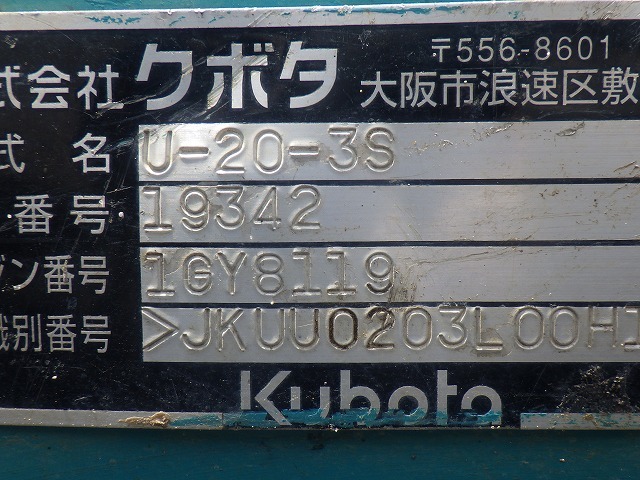 式会社 クボタ 〒556-8601
大阪市浪速区敷
式 名 U-20-3S
番号 19342
ジン番号 1GY8119
識別番号 >JKUU0203L00H1
Kubota